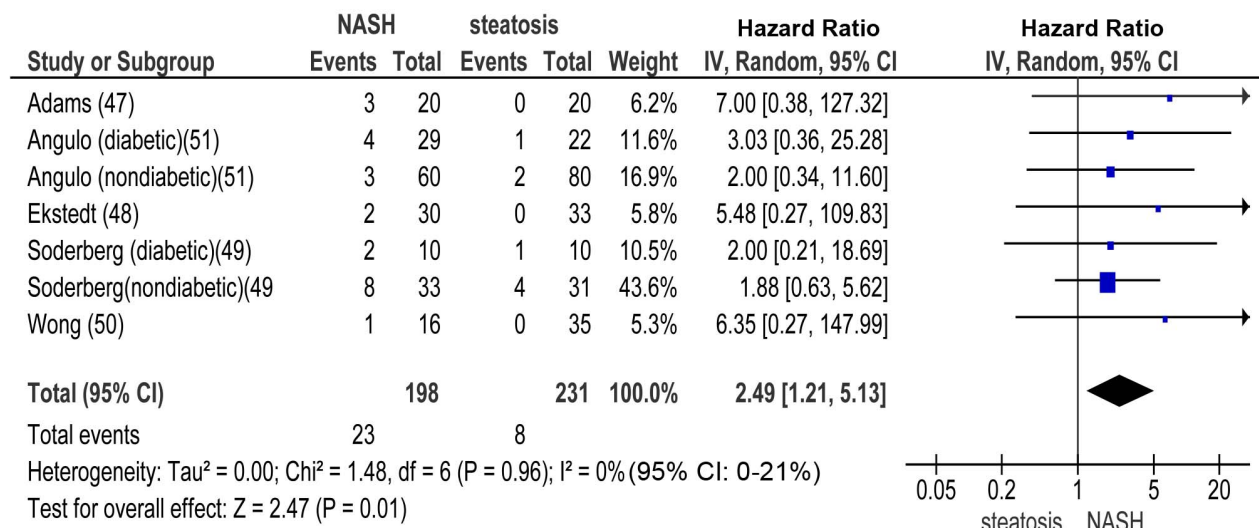 NASH steatosis Hazard Ratio Hazard Ratio
Study or Subgroup Events Total Events Total Weight IV, Random, 95% CI IV, Random, 95% CI
Adams (47) 3 20 0 20 6.2% 7.00 [0.38, 127.32]
Angulo (diabetic)(51) 4 29 1 22 11.6% 3.03 [0.36, 25.28]
Angulo (nondiabetic)(51) 3 60 2 80 16.9% 2.00 [0.34, 11.60]
Ekstedt (48) 2 30 0 33 5.8% 5.48 [0.27, 109.83]
Soderberg (diabetic)(49) 2 10 1 10 10.5% 2.00 [0.21, 18.69]
Soderberg(nondiabetic)(49 8 33 4 31 43.6% 1.88 [0.63, 5.62]
Wong (50) 1 16 0 35 5.3% 6.35 [0.27, 147.99]
Total (95% CI) 198 231 100.0% 2.49 [1.21, 5.13]
Total events 23 8
Heterogeneity: Tau² = 0.00; Chi² = 1.48, df = 6 (P = 0.96); I² = 0% (95% CI: 0-21%)
Test for overall effect: Z = 2.47 (P = 0.01)
0.05 0.2 1 5 20
steatosis NASH